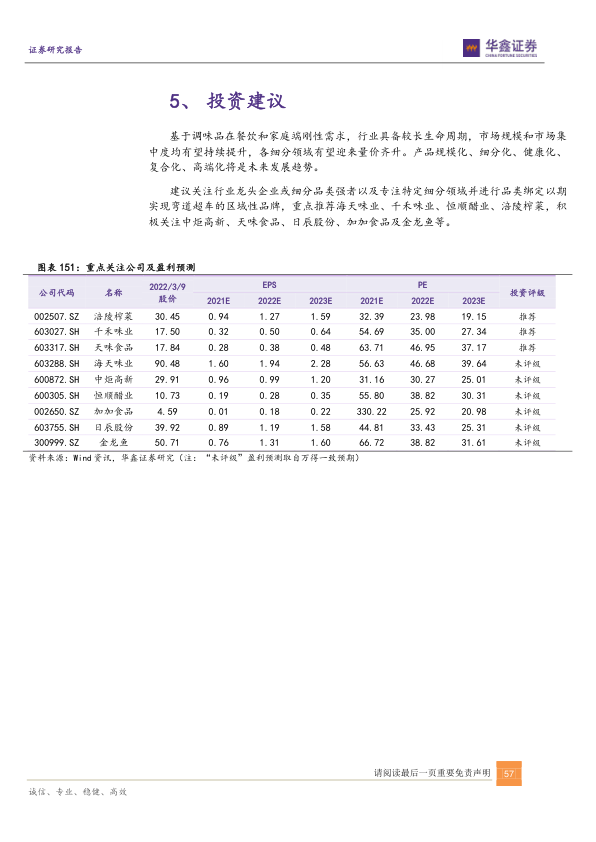 证券研究报告
华鑫证券
CHINA FORTUNE SECURITIES
5、 投资建议
基于调味品在餐饮和家庭端刚性需求，行业具备较长生命周期，市场规模和市场集
中度均有望持续提升，各细分领域有望迎来量价齐升。产品规模化、细分化、健康化、
复合化、高端化将是未来发展趋势。
建议关注行业龙头企业或细分品类强者以及专注特定细分领域并进行品类绑定以期
实现弯道超车的区域性品牌，重点推荐海天味业、千禾味业、恒顺醋业、涪陵榨菜，积
极关注中炬高新、天味食品、日辰股份、加加食品及金龙鱼等。
图表 151：重点关注公司及盈利预测
公司代码 名称 2022/3/9 股价 EPS PE 投资评级
2021E 2022E 2023E 2021E 2022E 2023E
002507.SZ 涪陵榨菜 30.45 0.94 1.27 1.59 32.39 23.98 19.15 推荐
603027.SH 千禾味业 17.50 0.32 0.50 0.64 54.69 35.00 27.34 推荐
603317.SH 天味食品 17.84 0.28 0.38 0.48 63.71 46.95 37.17 推荐
603288.SH 海天味业 90.48 1.60 1.94 2.28 56.63 46.68 39.64 未评级
600872.SH 中炬高新 29.91 0.96 0.99 1.20 31.16 30.27 25.01 未评级
600305.SH 恒顺醋业 10.73 0.19 0.28 0.35 55.80 38.82 30.31 未评级
002650.SZ 加加食品 4.59 0.01 0.18 0.22 330.22 25.92 20.98 未评级
603755.SH 日辰股份 39.92 0.89 1.19 1.58 44.81 33.43 25.31 未评级
300999.SZ 金龙鱼 50.71 0.76 1.31 1.60 66.72 38.82 31.61 未评级
资料来源：Wind 资讯，华鑫证券研究（注：“未评级”盈利预测取自万得一致预期）
请阅读最后一页重要免责声明 57
诚信、专业、稳健、高效